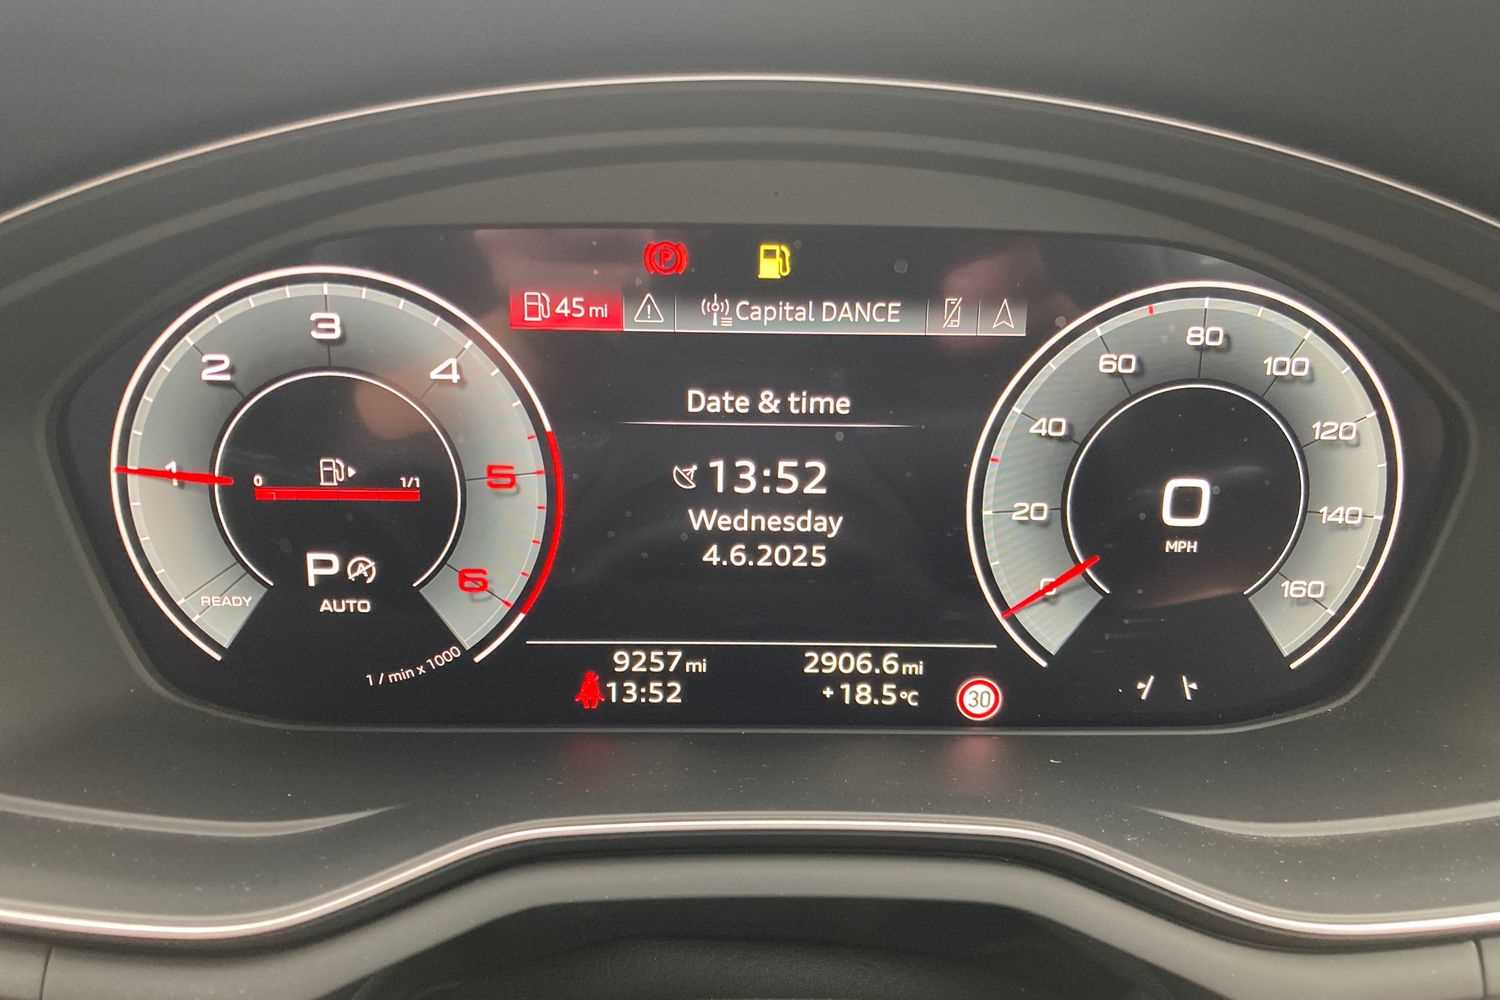 P
45 mi
Capital DANCE
1
2
3
4
5
6
READY
1 / min x 1000
0
1/1
P A
AUTO
Date & time
13:52
Wednesday
4.6.2025
9257 mi
2906.6 mi
13:52
+18.5 °C
30
0
20
40
60
80
100
120
140
160
0
MPH